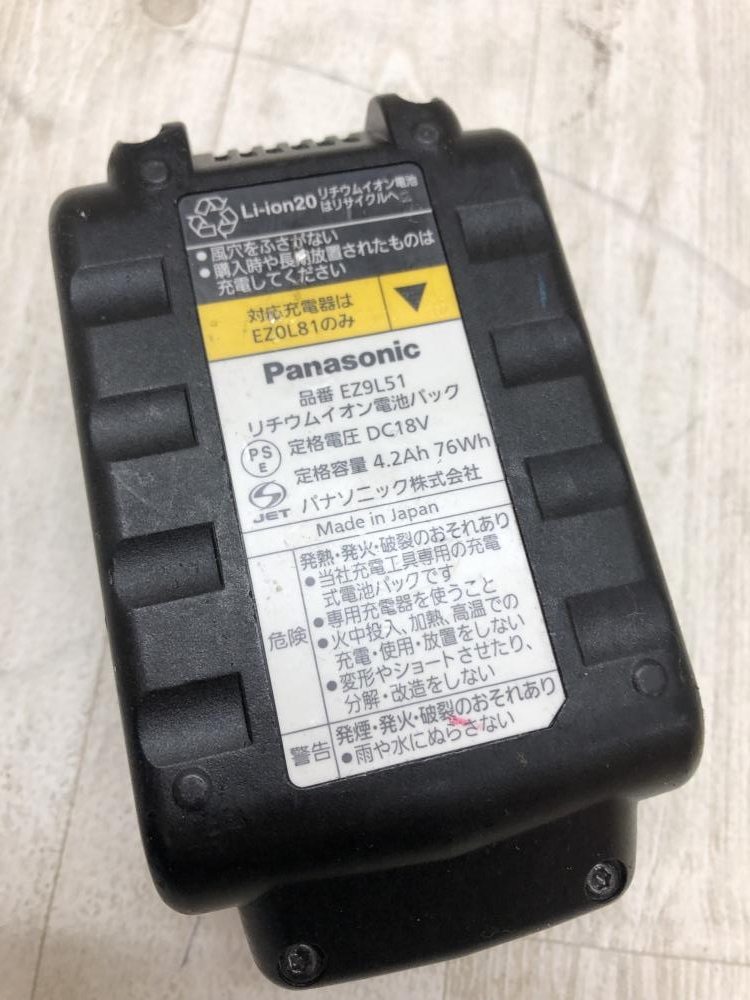 Li-ion20 リチウムイオン電池
はリサイクルへ
●風穴をふさがない
●購入時や長期放置されたものは
充電してください
対応充電器は
EZ0L81のみ
Panasonic
品番 EZ9L51
リチウムイオン電池パック
PSE 定格電圧 DC18V
定格容量 4.2Ah 76Wh
JET パナソニック株式会社
Made in Japan
危険
発熱・発火・破裂のおそれあり
●当社充電工具専用の充電
式電池パックです
●専用充電器を使うこと
●火中投入、加熱、高温での
充電・使用・放置をしない
●変形やショートさせたり、
分解・改造をしない
警告
発煙・発火・破裂のおそれあり
●雨や水にぬらさない